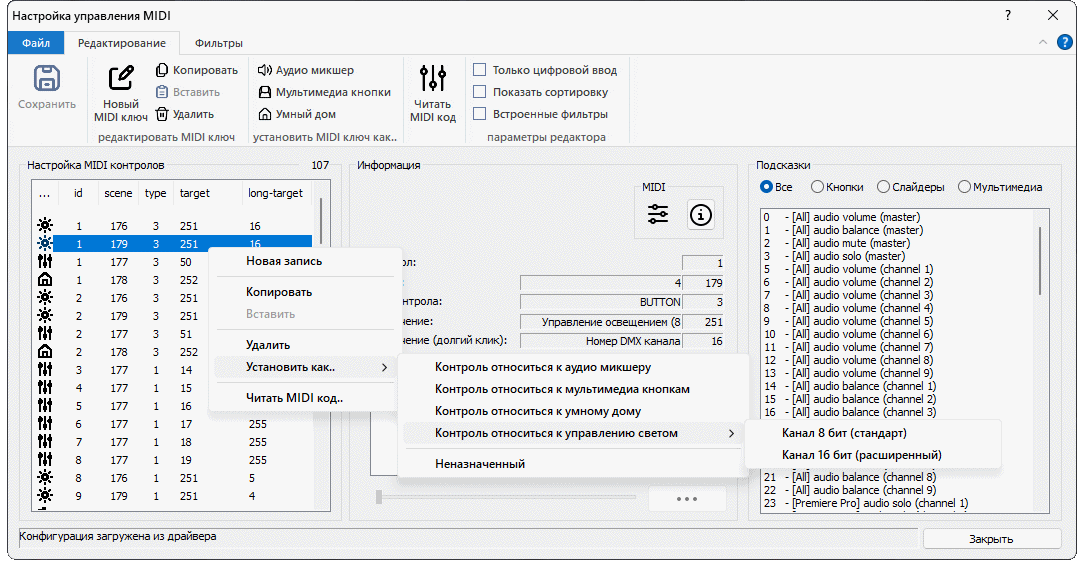 Настройка управления MIDI
?
Файл Редактирование Фильтры
?
Сохранить
Новый MIDI ключ
Копировать
Вставить
Удалить
редактировать MIDI ключ
Аудио микшер
Мультимедиа кнопки
Умный дом
установить MIDI ключ как..
Читать MIDI код
Только цифровой ввод
Показать сортировку
Встроенные фильтры
параметры редактора
Настройка MIDI контролов 107
... id scene type target long-target
1 176 3 251 16
1 179 3 251 16
1 177 3 50
1 178 3 252
2 176 3 251
2 179 3 251
2 177 3 51
2 178 3 252
3 177 1 14
4 177 1 15
5 177 1 16
6 177 1 17 255
7 177 1 18 255
8 177 1 19 255
8 176 1 251 5
9 179 1 251 4
Новая запись
Копировать
Вставить
Удалить
Установить как..
Читать MIDI код..
Информация
MIDI
ол: 1
: 4 179
контрола: BUTTON 3
чение: Управление освещением (8 251
чение (долгий клик): Номер DMX канала 16
Контроль относиться к аудио микшеру
Контроль относиться к мультимедиа кнопкам
Контроль относиться к умному дому
Контроль относиться к управлению светом
Неназначенный
Канал 8 бит (стандарт)
Канал 16 бит (расширенный)
...
Подсказки
Все Кнопки Слайдеры Мультимедиа
0 - [All] audio volume (master)
1 - [All] audio balance (master)
2 - [All] audio mute (master)
3 - [All] audio solo (master)
5 - [All] audio volume (channel 1)
6 - [All] audio volume (channel 2)
7 - [All] audio volume (channel 3)
8 - [All] audio volume (channel 4)
9 - [All] audio volume (channel 5)
10 - [All] audio volume (channel 6)
11 - [All] audio volume (channel 7)
12 - [All] audio volume (channel 8)
13 - [All] audio volume (channel 9)
14 - [All] audio balance (channel 1)
15 - [All] audio balance (channel 2)
16 - [All] audio balance (channel 3)
21 - [All] audio balance (channel 8)
22 - [All] audio balance (channel 9)
23 - [Premiere Pro] audio solo (channel 1)
Конфигурация загружена из драйвера
Закрыть